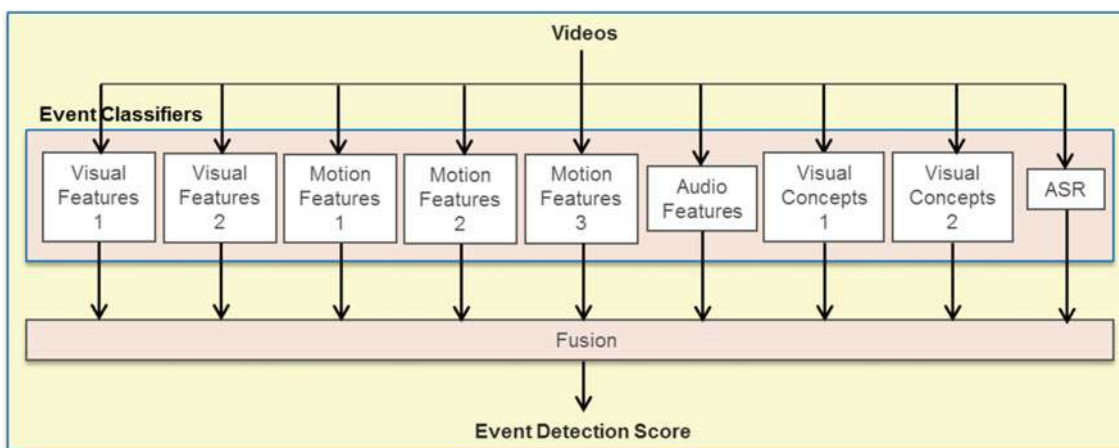 Videos
Event Classifiers
Visual
Features
1
Visual
Features
2
Motion
Features
1
Motion
Features
2
Motion
Features
3
Audio
Features
Visual
Concepts
1
Visual
Concepts
2
ASR
Fusion
Event Detection Score